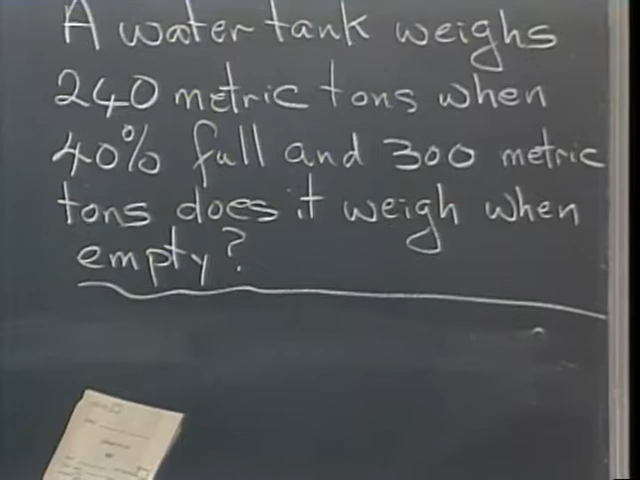 A water tank weighs
240 metric tons when
40% full and 300 metric
tons does it weigh when
empty?